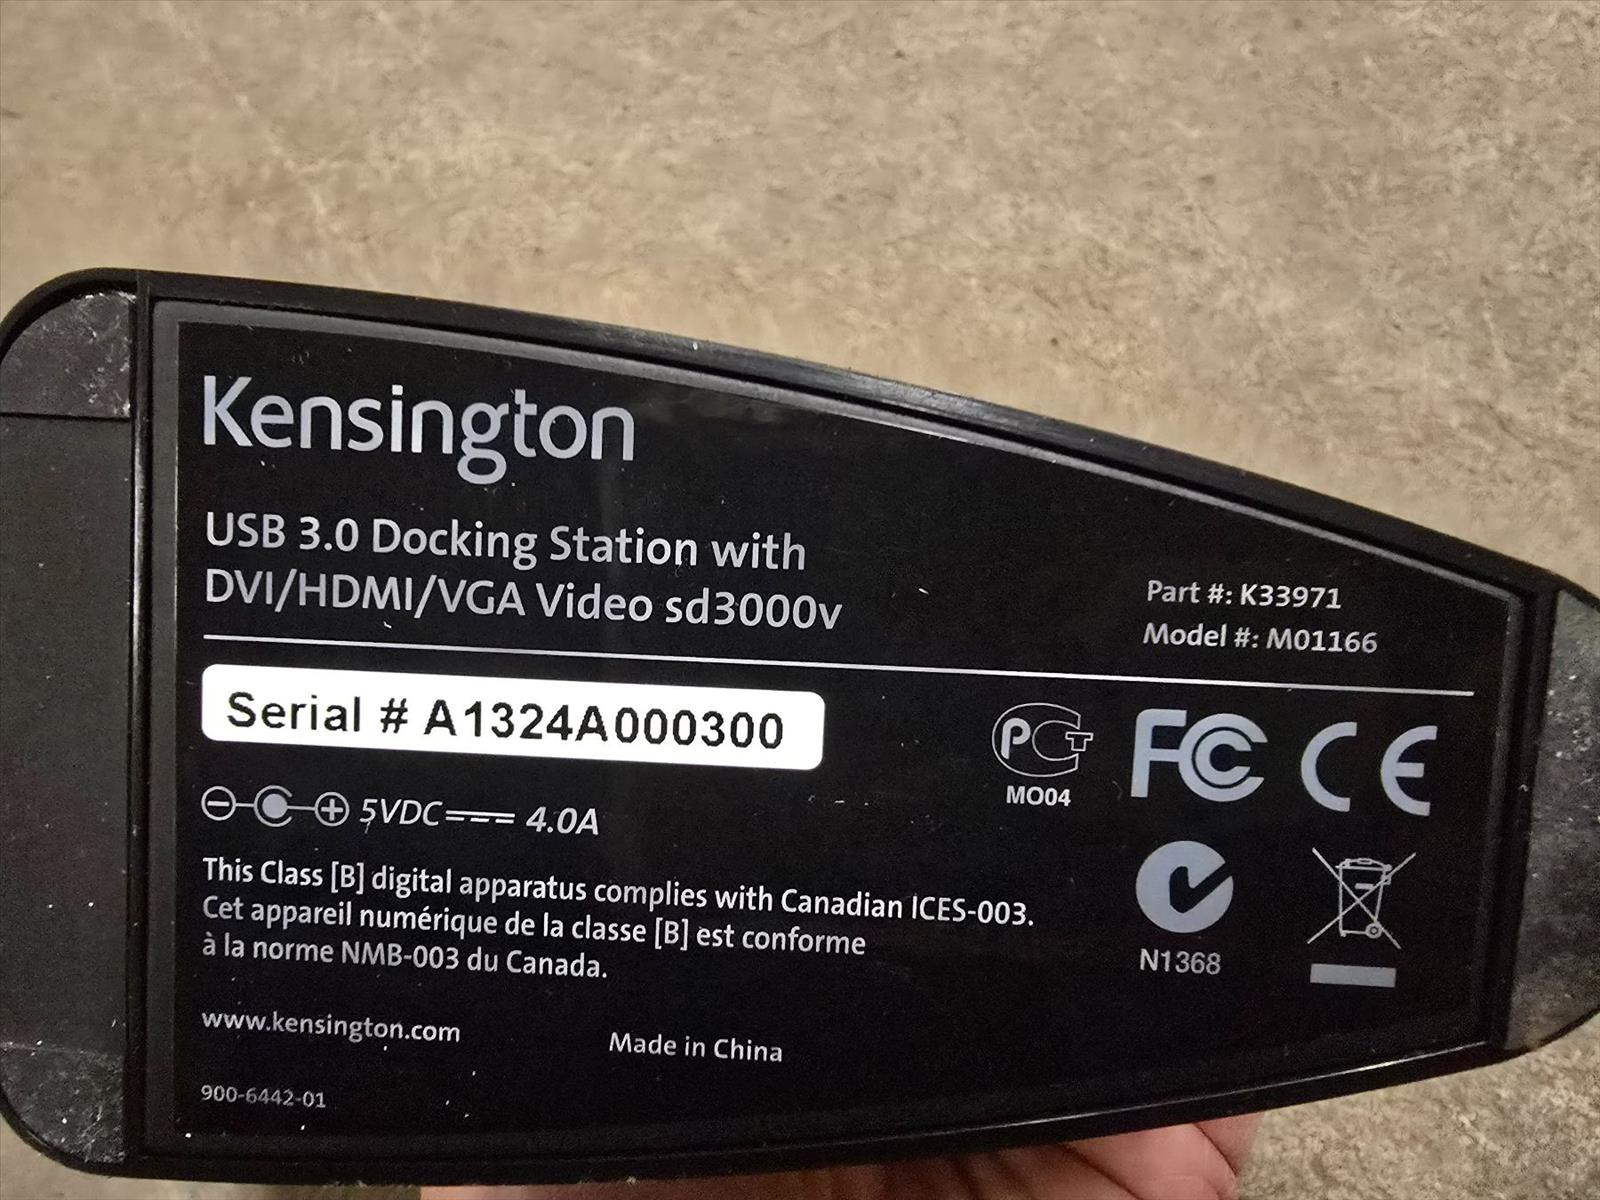 Kensington
USB 3.0 Docking Station with
DVI/HDMI/VGA Video sd3000v
Part #: K33971
Model #: M01166
Serial # A1324A000300
PCT
MO04
FC CE
5VDC 4.0A
This Class [B] digital apparatus complies with Canadian ICES-003.
Cet appareil numérique de la classe [B] est conforme
à la norme NMB-003 du Canada.
N1368
www.kensington.com
Made in China
900-6442-01